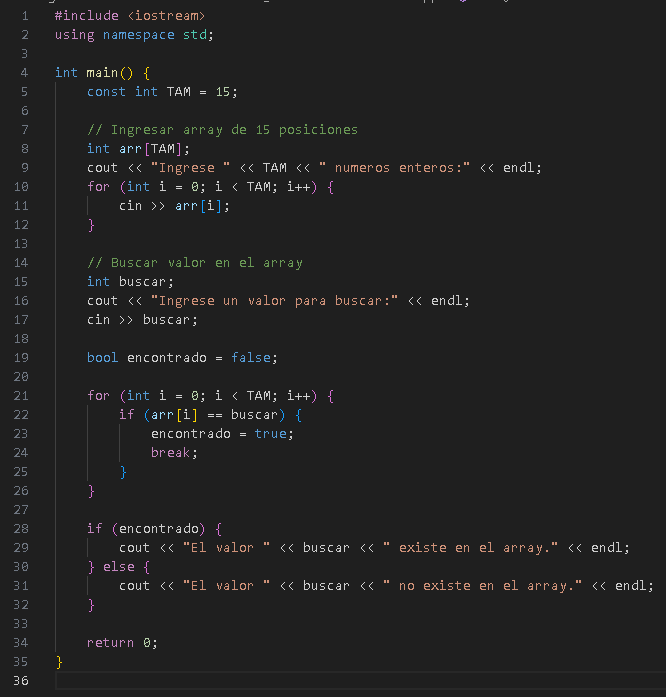 1 #include <iostream>
2 using namespace std;
3
4 int main() {
5     const int TAM = 15;
6
7     // Ingresar array de 15 posiciones
8     int arr[TAM];
9     cout << "Ingrese " << TAM << " numeros enteros:" << endl;
10     for (int i = 0; i < TAM; i++) {
11         cin >> arr[i];
12     }
13
14     // Buscar valor en el array
15     int buscar;
16     cout << "Ingrese un valor para buscar:" << endl;
17     cin >> buscar;
18
19     bool encontrado = false;
20
21     for (int i = 0; i < TAM; i++) {
22         if (arr[i] == buscar) {
23             encontrado = true;
24             break;
25         }
26     }
27
28     if (encontrado) {
29         cout << "El valor " << buscar << " existe en el array." << endl;
30     } else {
31         cout << "El valor " << buscar << " no existe en el array." << endl;
32     }
33
34     return 0;
35 }
36